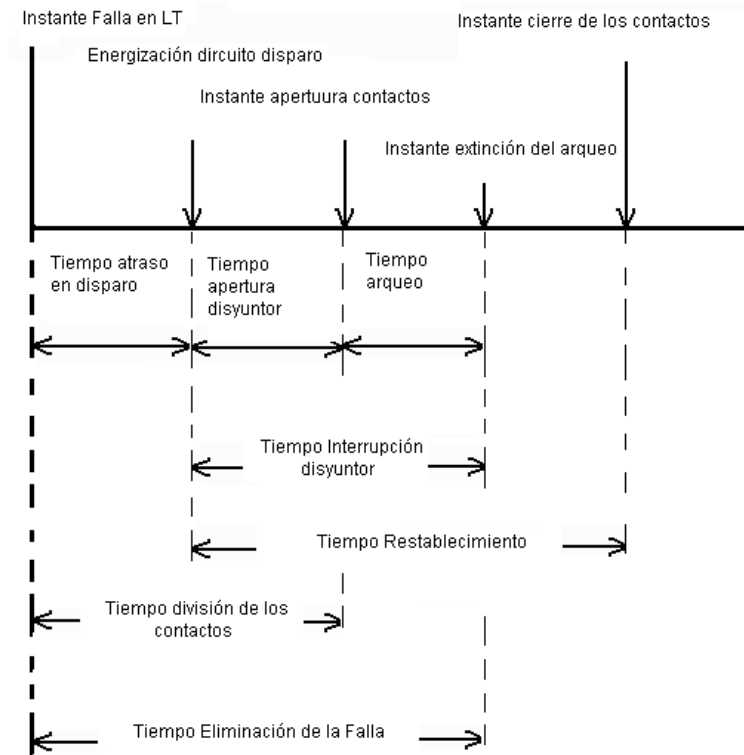 Instante Falla en LT
Instante cierre de los contactos
Energización dircuito disparo
Instante apertuura contactos
Instante extinción del arqueo
Tiempo atraso
en disparo
Tiempo
apertura
disyuntor
Tiempo
arqueo
Tiempo Interrupción
disyuntor
Tiempo Restablecimiento
Tiempo división de los
contactos
Tiempo Eliminación de la Falla